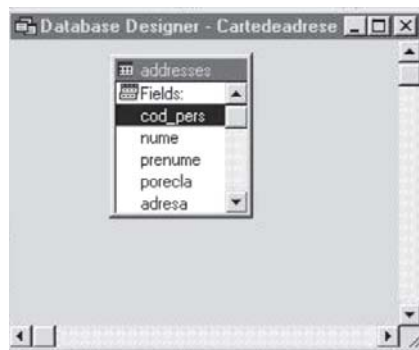 Database Designer - Cartedeadrese
addresses
Fields:
cod_pers
nume
prenume
porecla
adresa